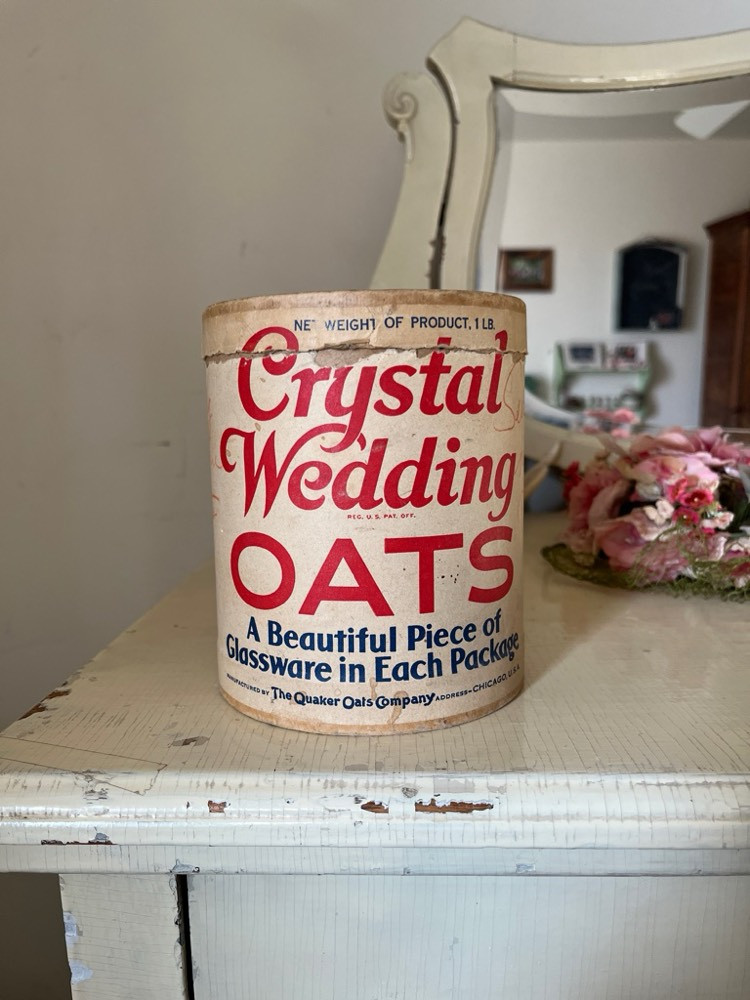 NET WEIGHT OF PRODUCT, 1 LB.
Crystal
Wedding
REG. U.S. PAT. OFF.
OATS
A Beautiful Piece of
Glassware in Each Package
MANUFACTURED BY The Quaker Oats Company ADDRESS-CHICAGO, U.S.A.